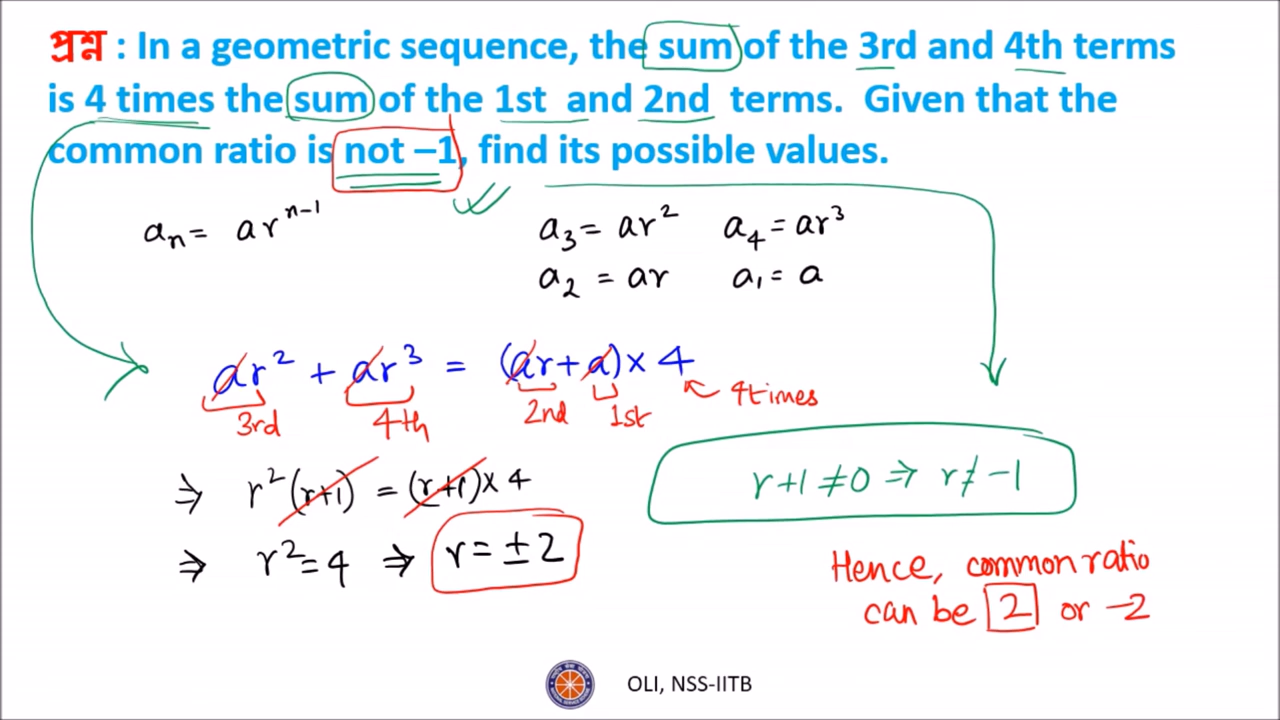 প্রশ্ন : In a geometric sequence, the sum of the 3rd and 4th terms
is 4 times the sum of the 1st and 2nd terms. Given that the
common ratio is not –1, find its possible values.
aₙ = arⁿ⁻¹
a₃ = ar² a₄ = ar³
a₂ = ar a₁ = a
ar² + ar³ = (ar + a) × 4
3rd 4th 2nd 1st 4times
⇒ r²(r+1) = (r+1) × 4
r+1 ≠ 0 ⇒ r ≠ -1
⇒ r² = 4 ⇒ r = ± 2
Hence, common ratio
can be 2 or -2
OLI, NSS-IITB